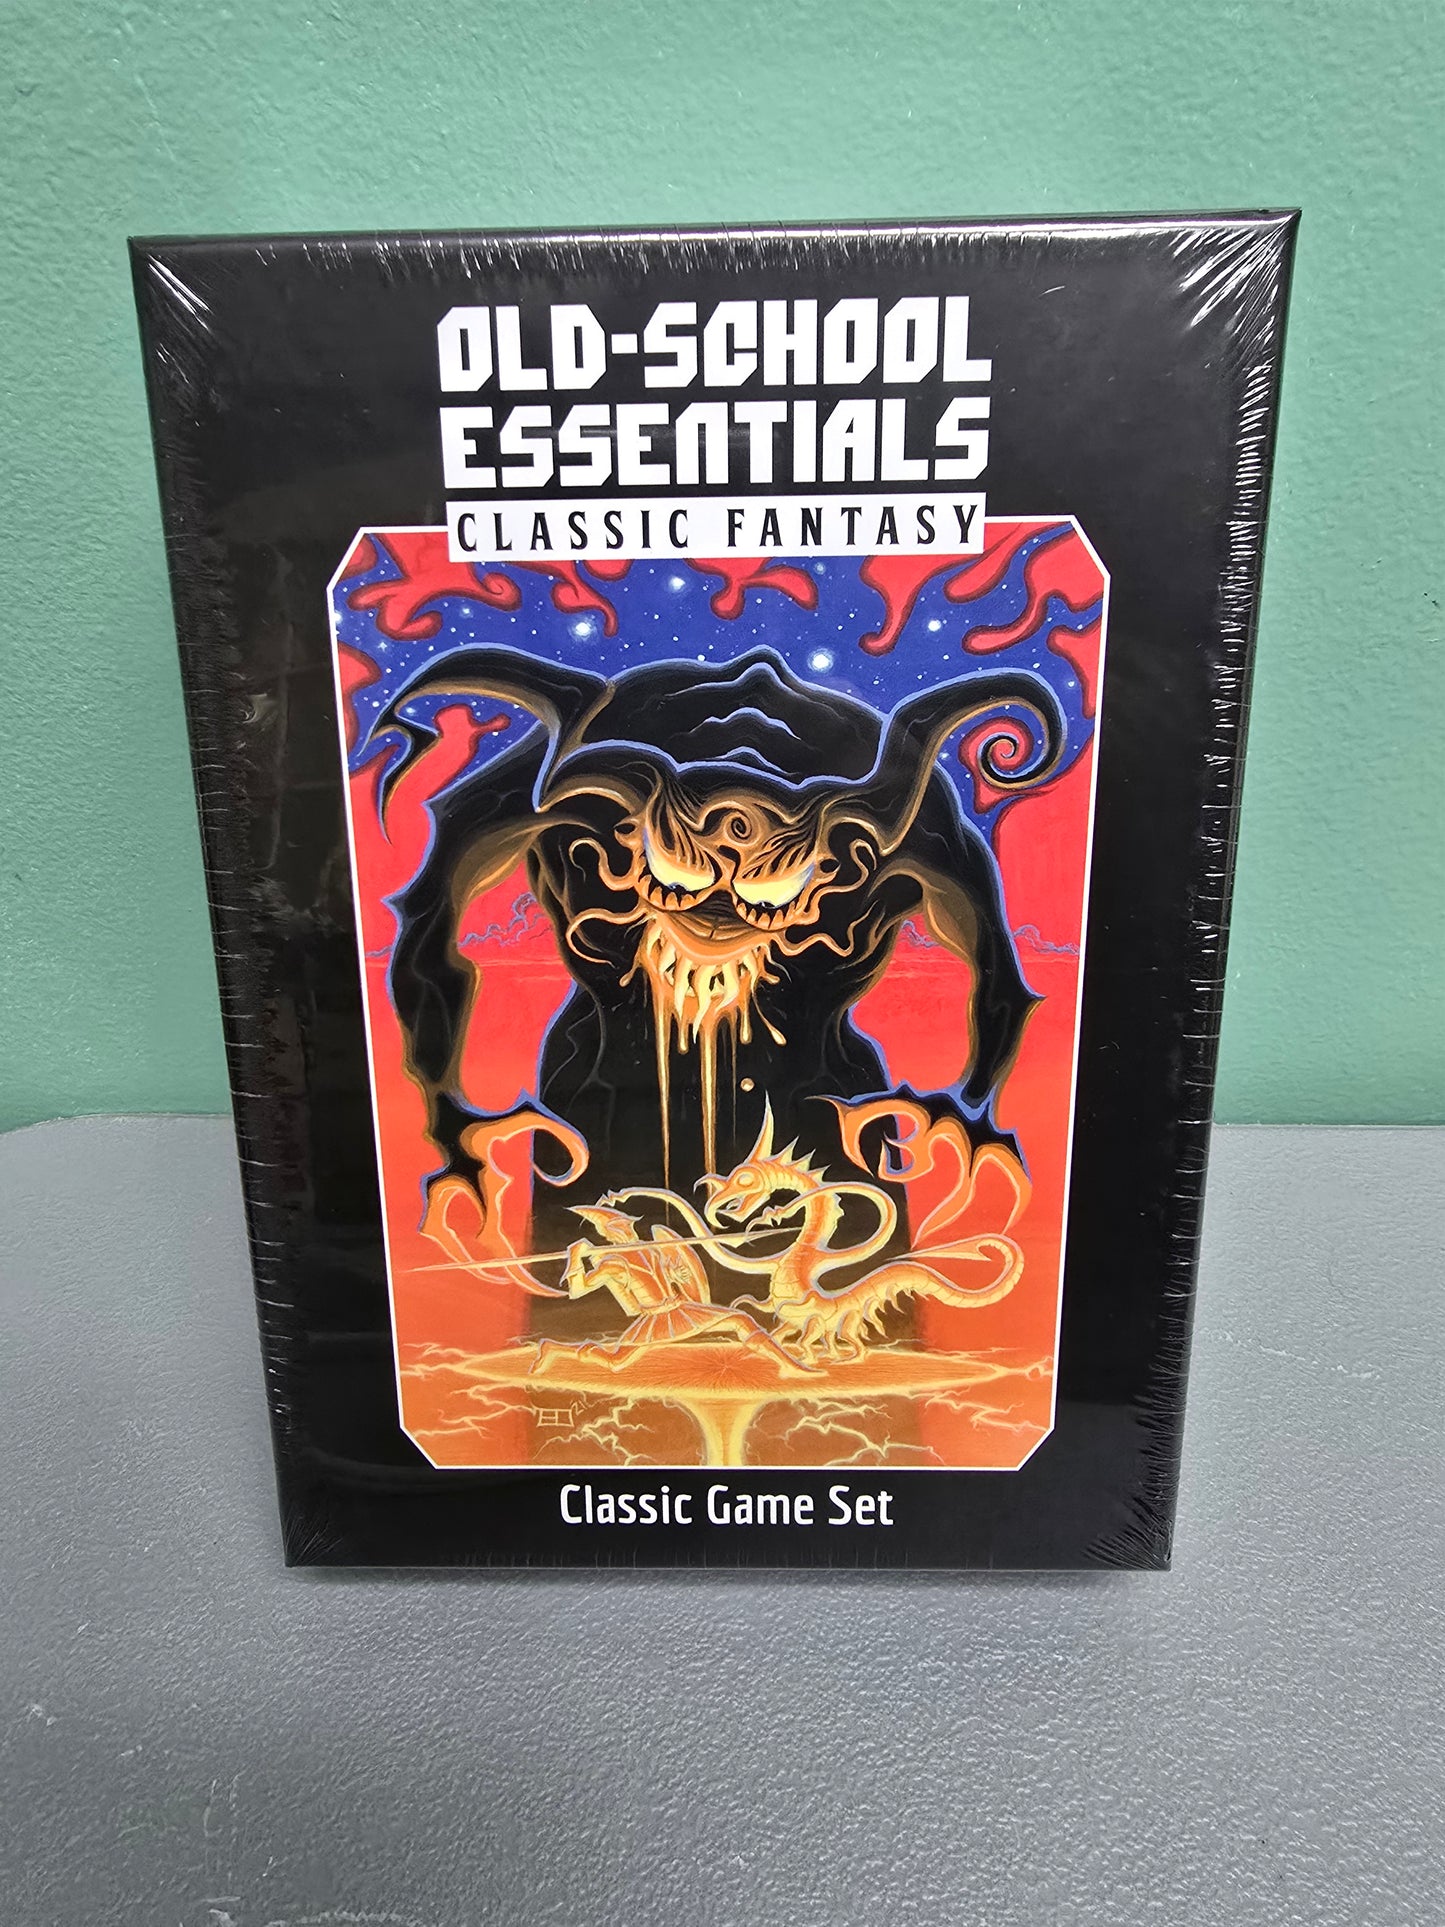 OLD-SCHOOL
ESSENTIALS
CLASSIC FANTASY
Classic Game Set